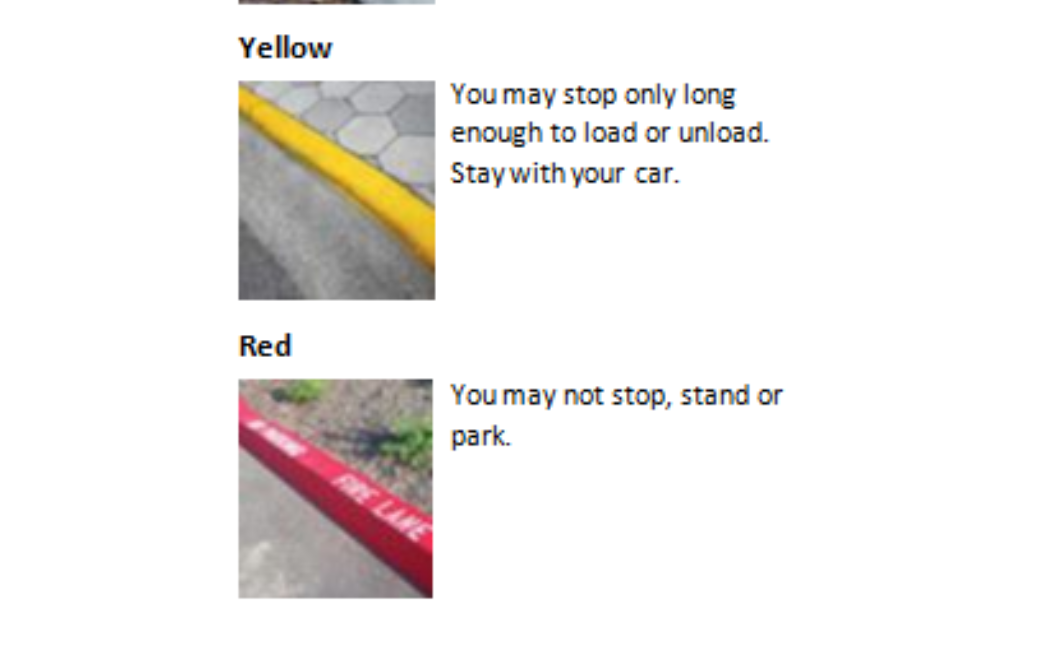 Yellow
You may stop only long
enough to load or unload.
Stay with your car.
Red
You may not stop, stand or
park.
FIRE LANE